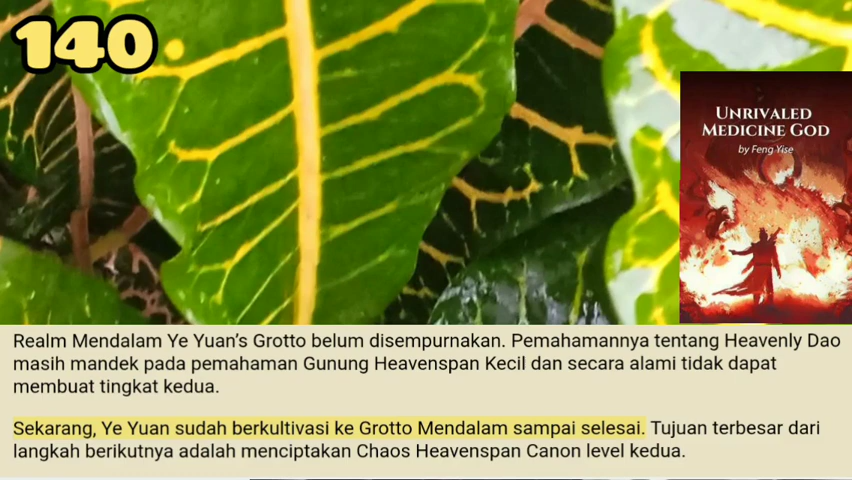 140
UNRIVALED
MEDICINE GOD
by Feng Yise
Realm Mendalam Ye Yuan’s Grotto belum disempurnakan. Pemahamannya tentang Heavenly Dao
masih mandek pada pemahaman Gunung Heavenspan Kecil dan secara alami tidak dapat
membuat tingkat kedua.
Sekarang, Ye Yuan sudah berkultivasi ke Grotto Mendalam sampai selesai. Tujuan terbesar dari
langkah berikutnya adalah menciptakan Chaos Heavenspan Canon level kedua.